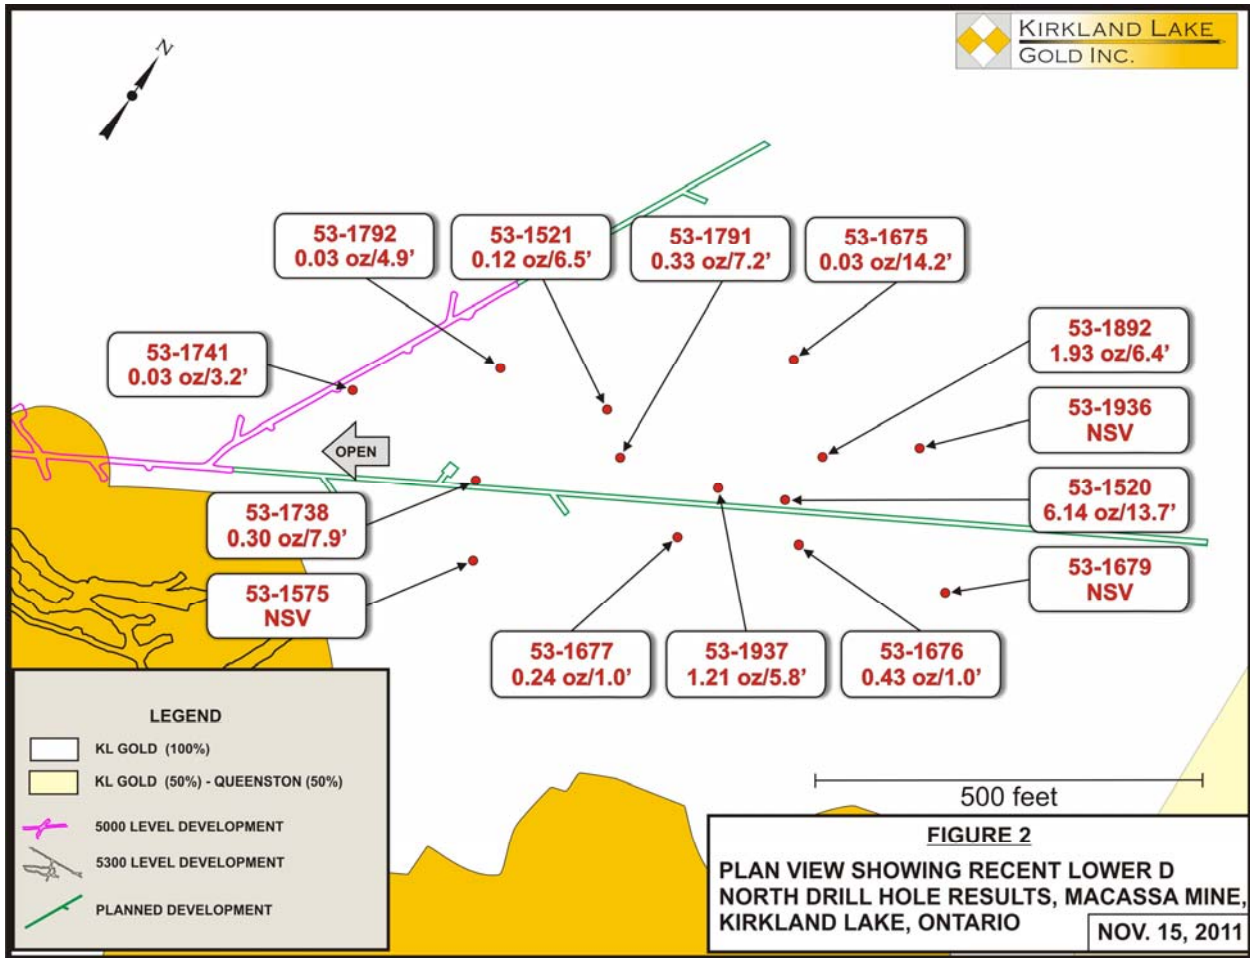 N
KIRKLAND LAKE
GOLD INC.
53-1792
0.03 oz/4.9’
53-1521
0.12 oz/6.5’
53-1791
0.33 oz/7.2’
53-1675
0.03 oz/14.2’
53-1741
0.03 oz/3.2’
53-1892
1.93 oz/6.4’
53-1936
NSV
OPEN
53-1520
6.14 oz/13.7’
53-1738
0.30 oz/7.9’
53-1575
NSV
53-1679
NSV
53-1677
0.24 oz/1.0’
53-1937
1.21 oz/5.8’
53-1676
0.43 oz/1.0’
LEGEND
KL GOLD (100%)
KL GOLD (50%) - QUEENSTON (50%)
5000 LEVEL DEVELOPMENT
5300 LEVEL DEVELOPMENT
PLANNED DEVELOPMENT
500 feet
FIGURE 2
PLAN VIEW SHOWING RECENT LOWER D
NORTH DRILL HOLE RESULTS, MACASSA MINE,
KIRKLAND LAKE, ONTARIO
NOV. 15, 2011